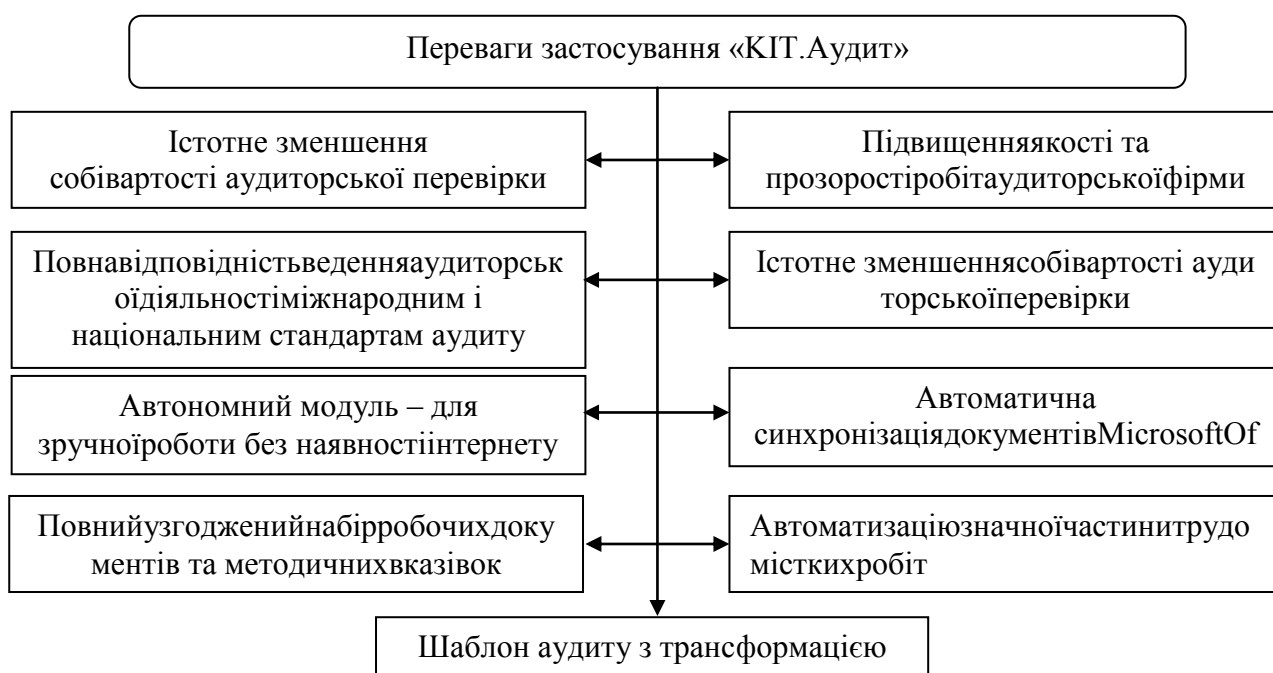 Переваги застосування «КІТ.Аудит»
Істотне зменшення
собівартості аудиторської перевірки
Підвищенняякості та
прозоростіробітаудиторськоїфірми
Повнавідповідністьведенняаудиторськ
оїдіяльностіміжнародним і
національним стандартам аудиту
Істотне зменшеннясобівартості ауди
торськоїперевірки
Автономний модуль – для
зручноїроботи без наявностіінтернету
Автоматична
синхронізаціядокументівMicrosoftOf
Повнийузгодженийнабірробочихдоку
ментів та методичнихвказівок
Автоматизаціюзначноїчастинитрудо
місткихробіт
Шаблон аудиту з трансформацією